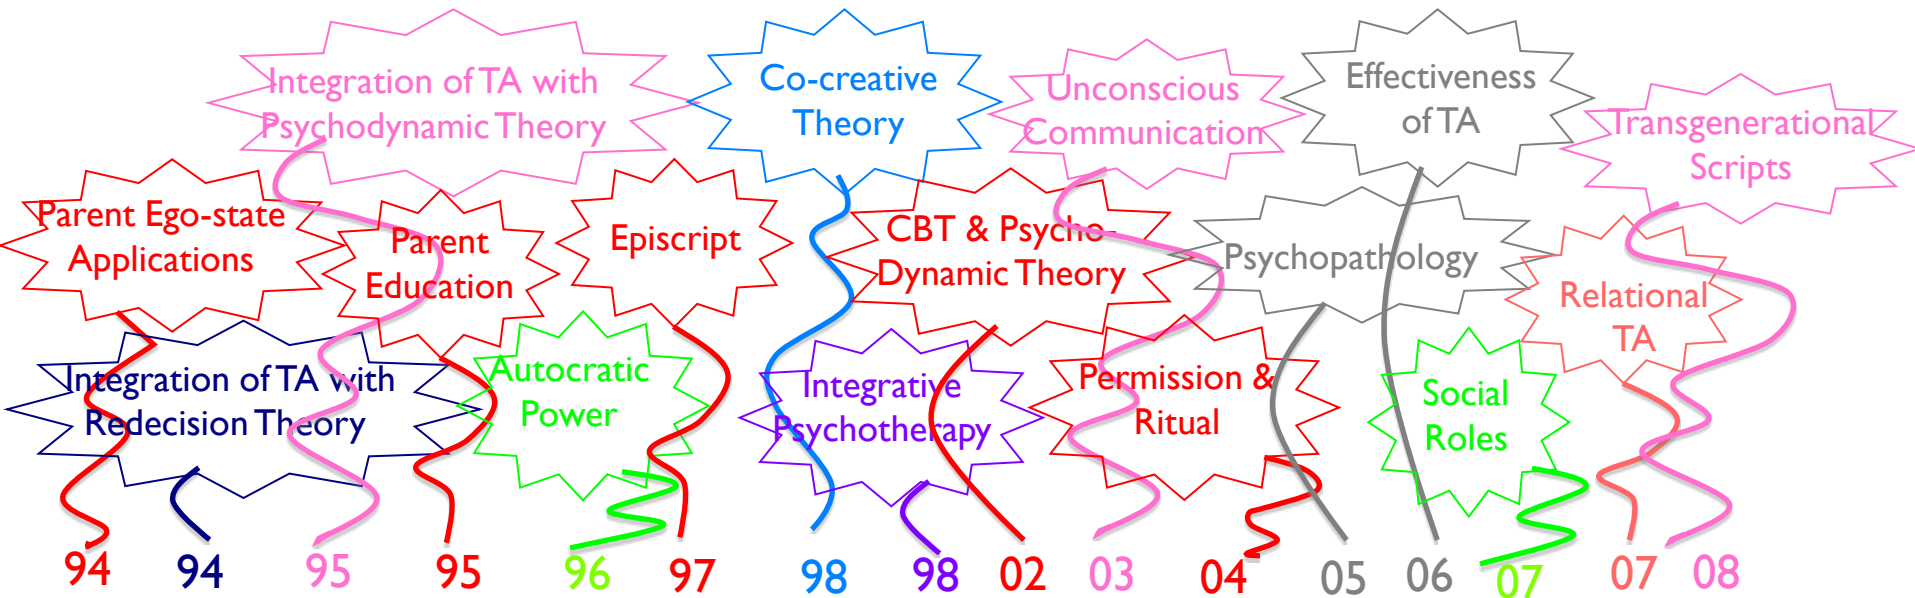 Integration of TA with
Psychodynamic Theory
Co-creative
Theory
Unconscious
Communication
Effectiveness
of TA
Transgenerational
Scripts
Parent Ego-state
Applications
Parent
Education
Episcript
CBT & Psycho-
Dynamic Theory
Psychopathology
Relational
TA
Integration of TA with
Redecision Theory
Autocratic
Power
Integrative
Psychotherapy
Permission &
Ritual
Social
Roles
94
94
95
95
96
97
98
98
02
03
04
05
06
07
07
08